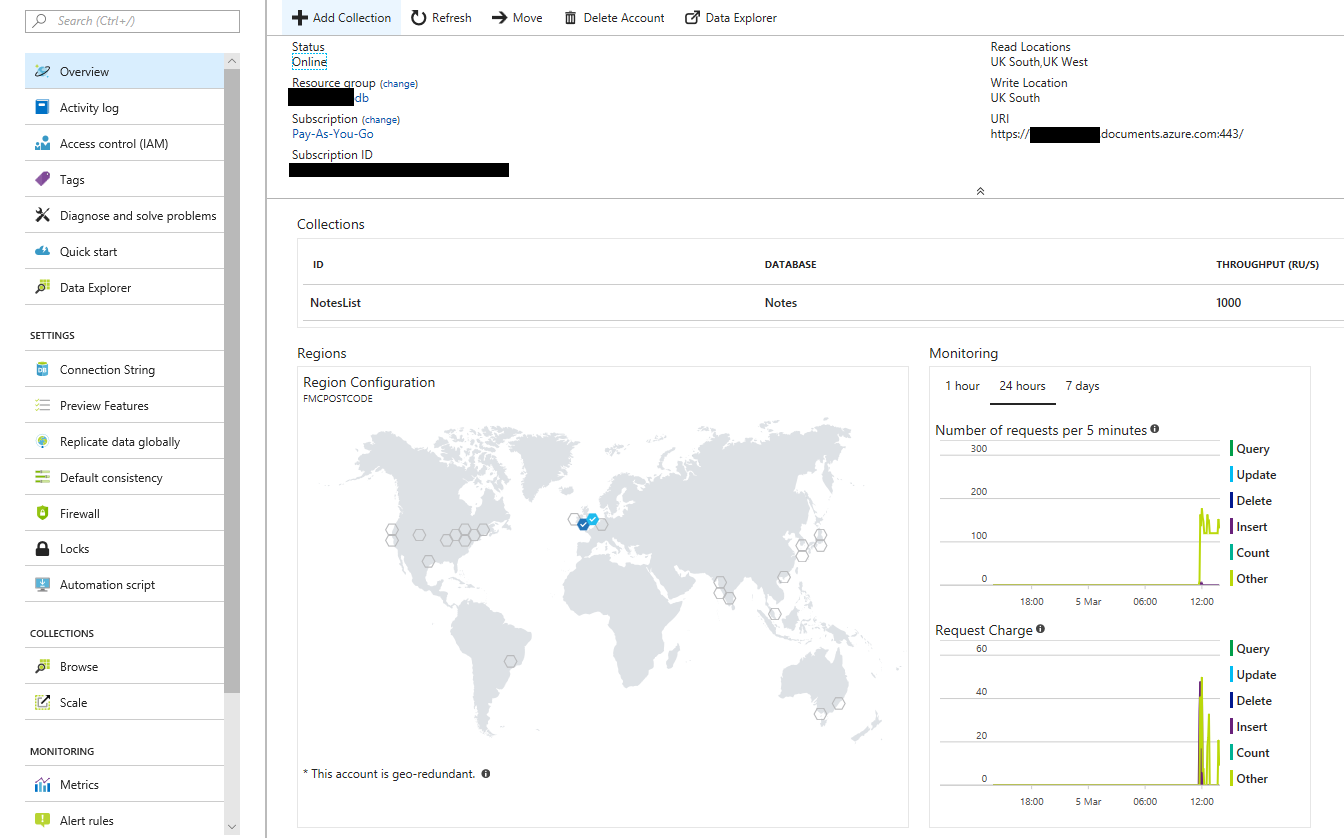 Search (Ctrl+/)
Overview
Activity log
Access control (IAM)
Tags
Diagnose and solve problems
Quick start
Data Explorer
SETTINGS
Connection String
Preview Features
Replicate data globally
Default consistency
Firewall
Locks
Automation script
COLLECTIONS
Browse
Scale
MONITORING
Metrics
Alert rules
Add Collection Refresh Move Delete Account Data Explorer
Status
Online
Resource group (change)
db
Subscription (change)
Pay-As-You-Go
Subscription ID
Read Locations
UK South,UK West
Write Location
UK South
URI
https:// documents.azure.com:443/
Collections
ID DATABASE THROUGHPUT (RU/S)
NotesList Notes 1000
Regions
Region Configuration
FMCPOSTCODE
* This account is geo-redundant.
Monitoring
1 hour 24 hours 7 days
Number of requests per 5 minutes
300
200
100
0
18:00 5 Mar 06:00 12:00
Query
Update
Delete
Insert
Count
Other
Request Charge
60
40
20
0
18:00 5 Mar 06:00 12:00
Query
Update
Delete
Insert
Count
Other